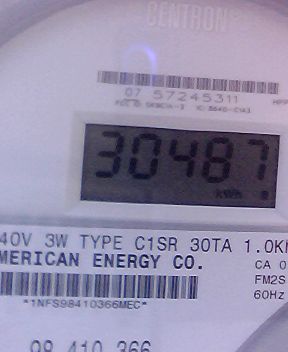 CENTRON
07 57245311
30487
kWh
40V 3W TYPE C1SR 30TA 1.0K
MERICAN ENERGY CO.
CA 0
FM2S
60Hz
*1NFS98410366MEC*
98 410 366